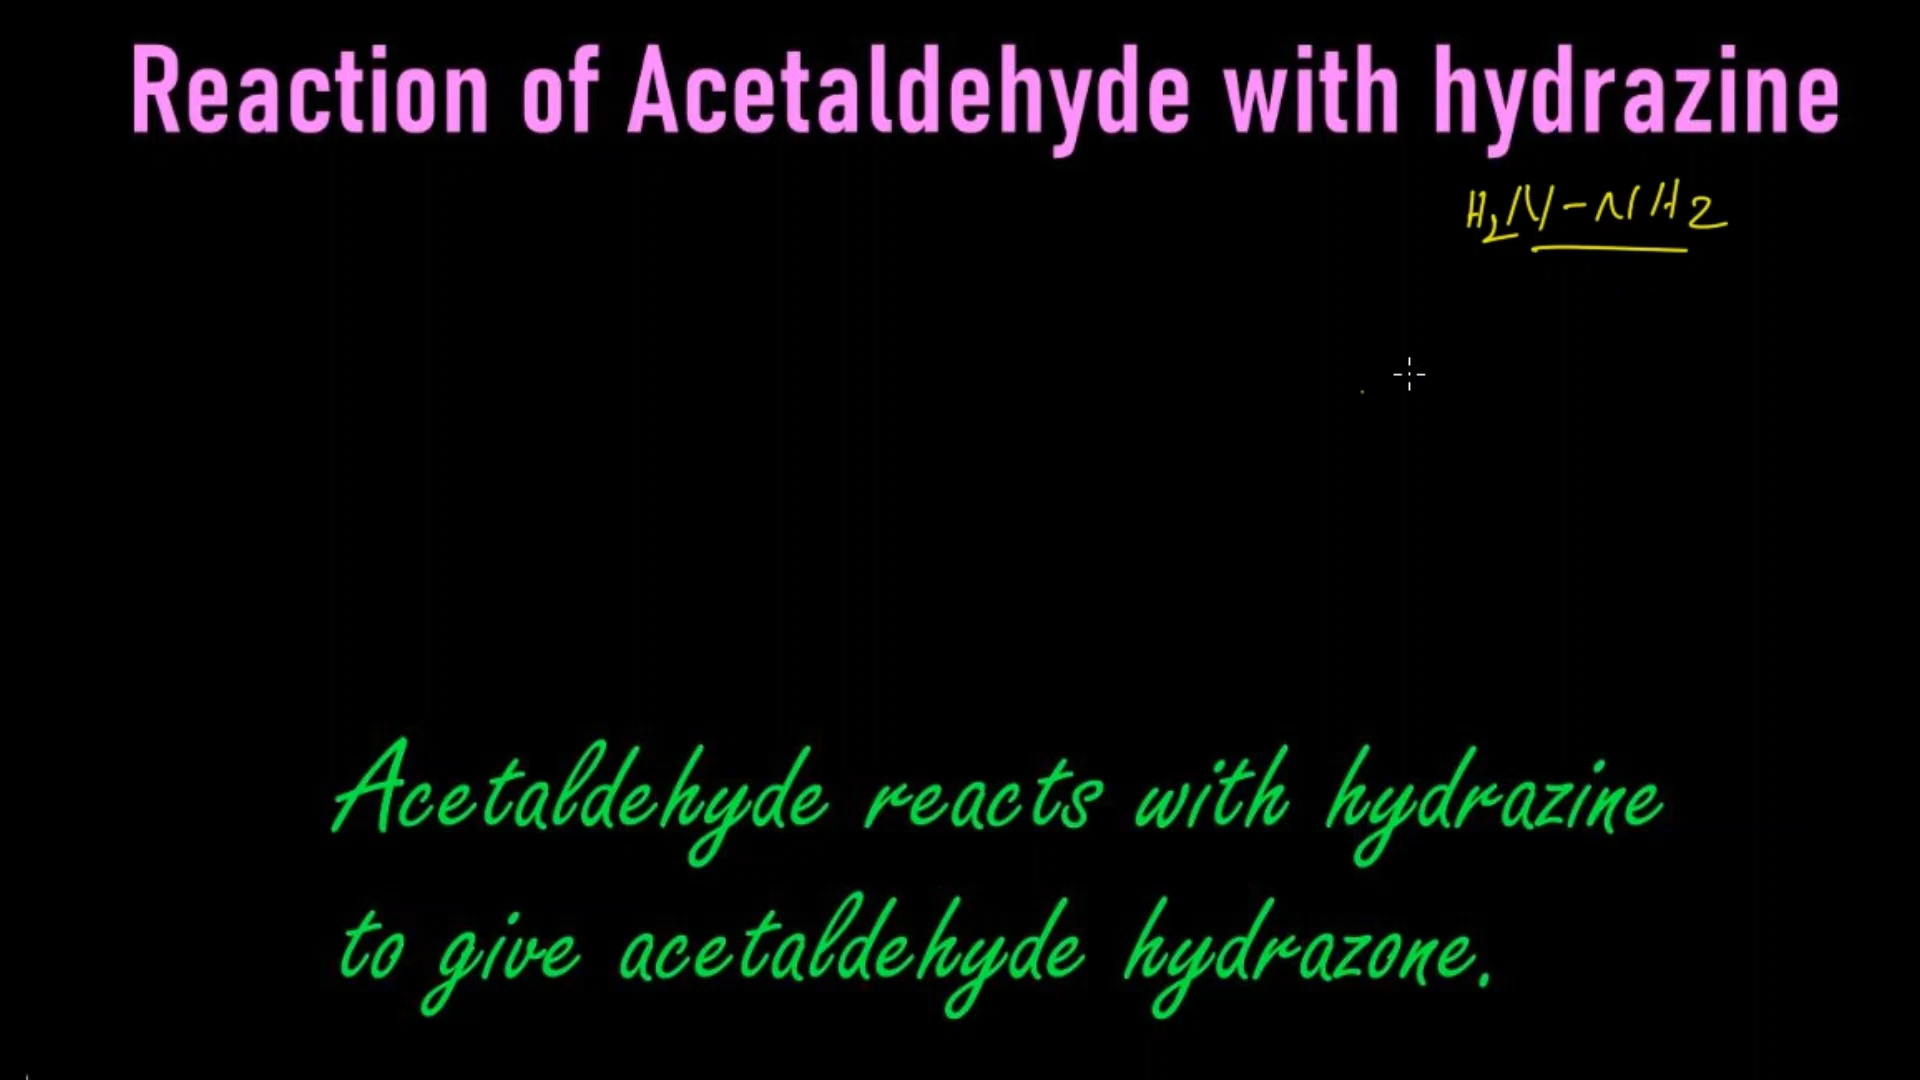 Reaction of Acetaldehyde with hydrazine
H₂N-NH₂
Acetaldehyde reacts with hydrazine
to give acetaldehyde hydrazone.